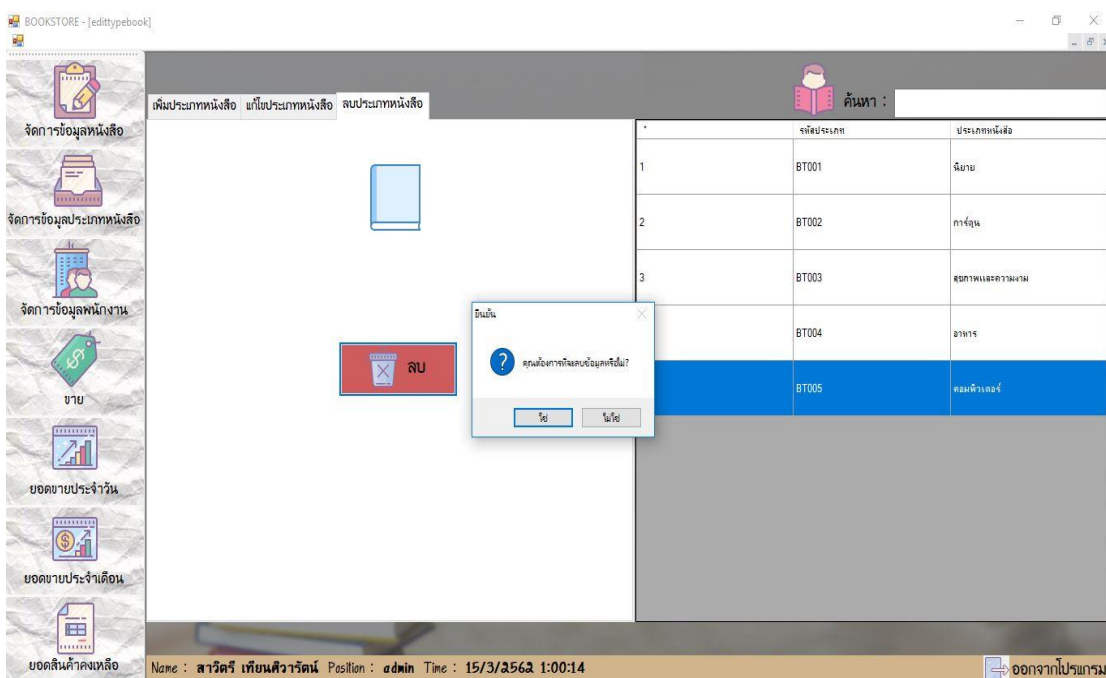 BOOKSTORE - [edittypebook]
จัดการข้อมูลหนังสือ
จัดการข้อมูลประเภทหนังสือ
จัดการข้อมูลพนักงาน
ขาย
ยอดขายประจำวัน
ยอดขายประจำเดือน
ยอดสินค้าคงเหลือ
เพิ่มประเภทหนังสือ แก้ไขประเภทหนังสือ ลบประเภทหนังสือ
ค้นหา :
* รหัสประเภท ประเภทหนังสือ
1 BT001 นิยาย
2 BT002 การ์ตูน
3 BT003 สุขภาพและความงาม
BT004 อาหาร
BT005 คอมพิวเตอร์
ลบ
ยืนยัน
คุณต้องการที่จะลบข้อมูลหรือไม่?
ใช่ ไม่ใช่
Name : สาวิตรี เทียนศิวารัตน์ Position : admin Time : 15/3/2562 1:00:14
ออกจากโปรแกรม